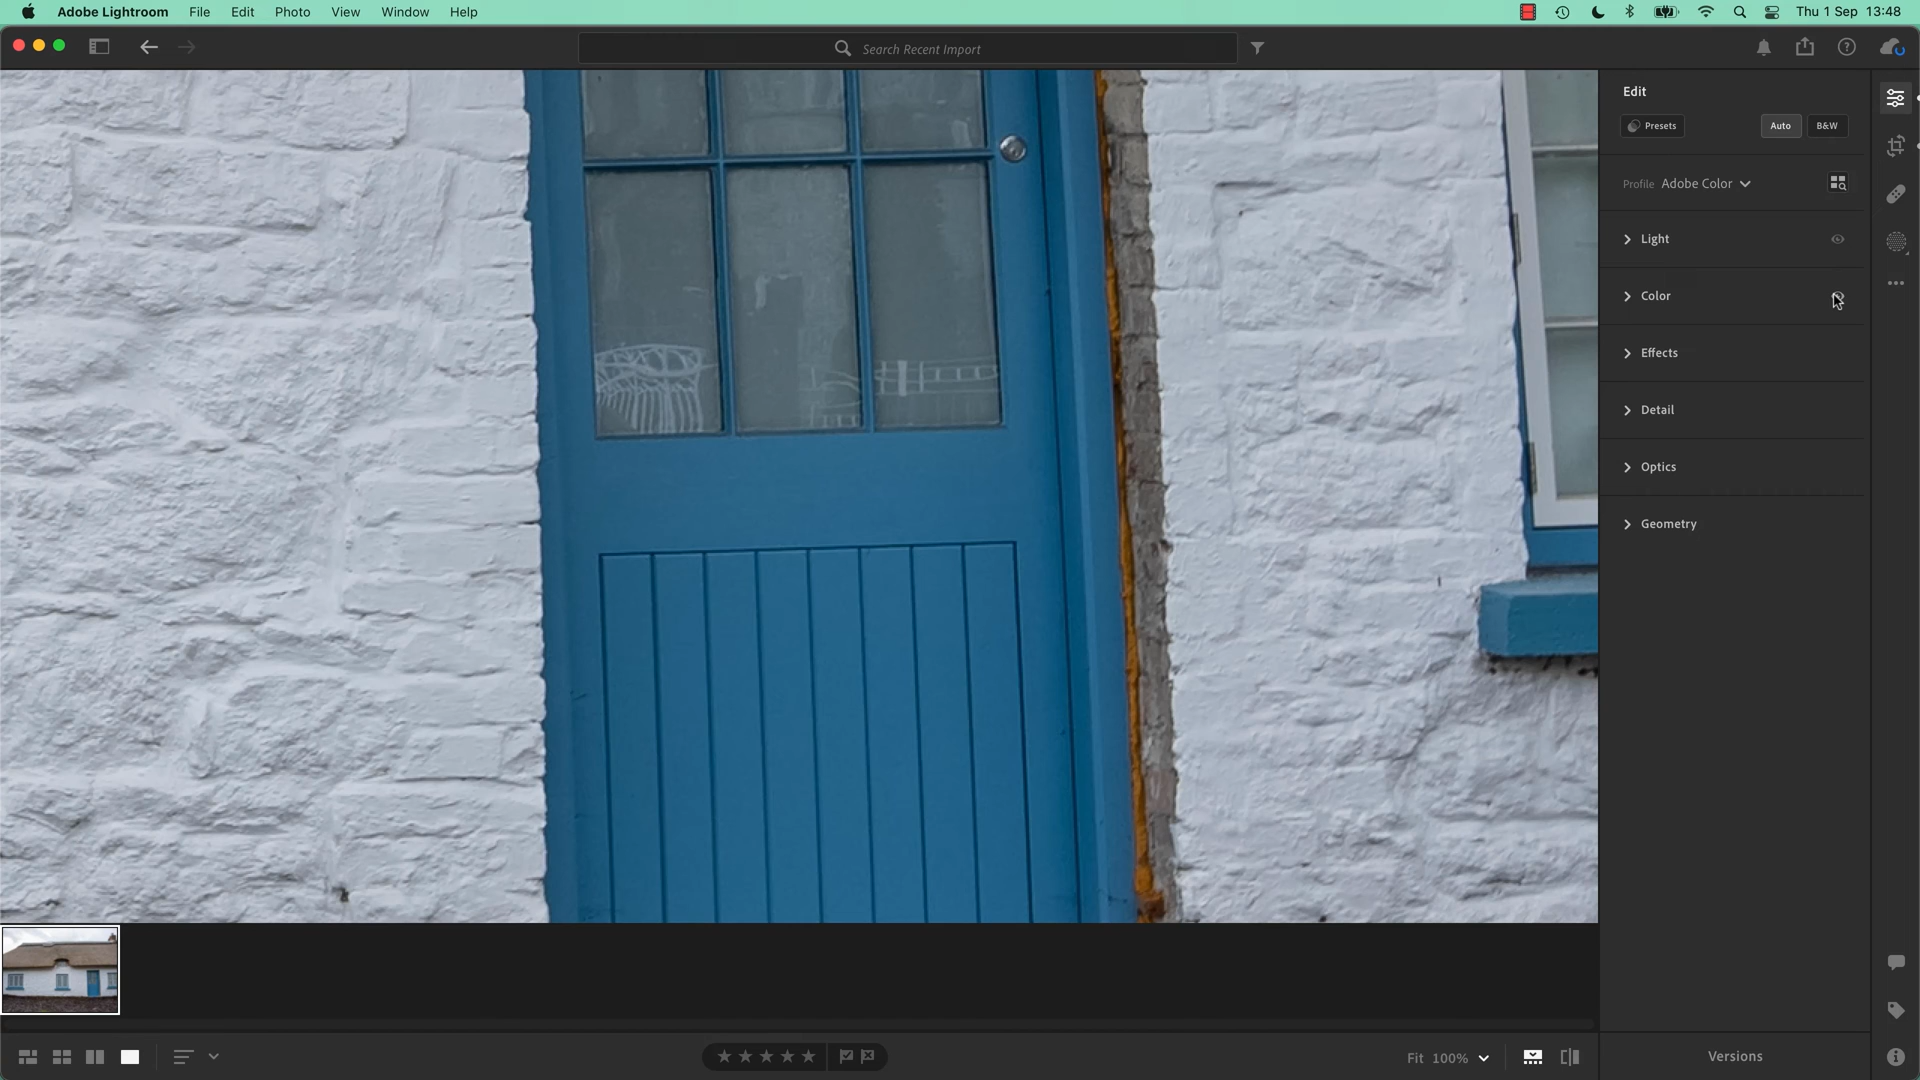 Adobe Lightroom File Edit Photo View Window Help Thu 1 Sep 13:48
Search Recent Import
Edit
Presets Auto B&W
Profile Adobe Color
Light
Color
Effects
Detail
Optics
Geometry
Fit 100% Versions